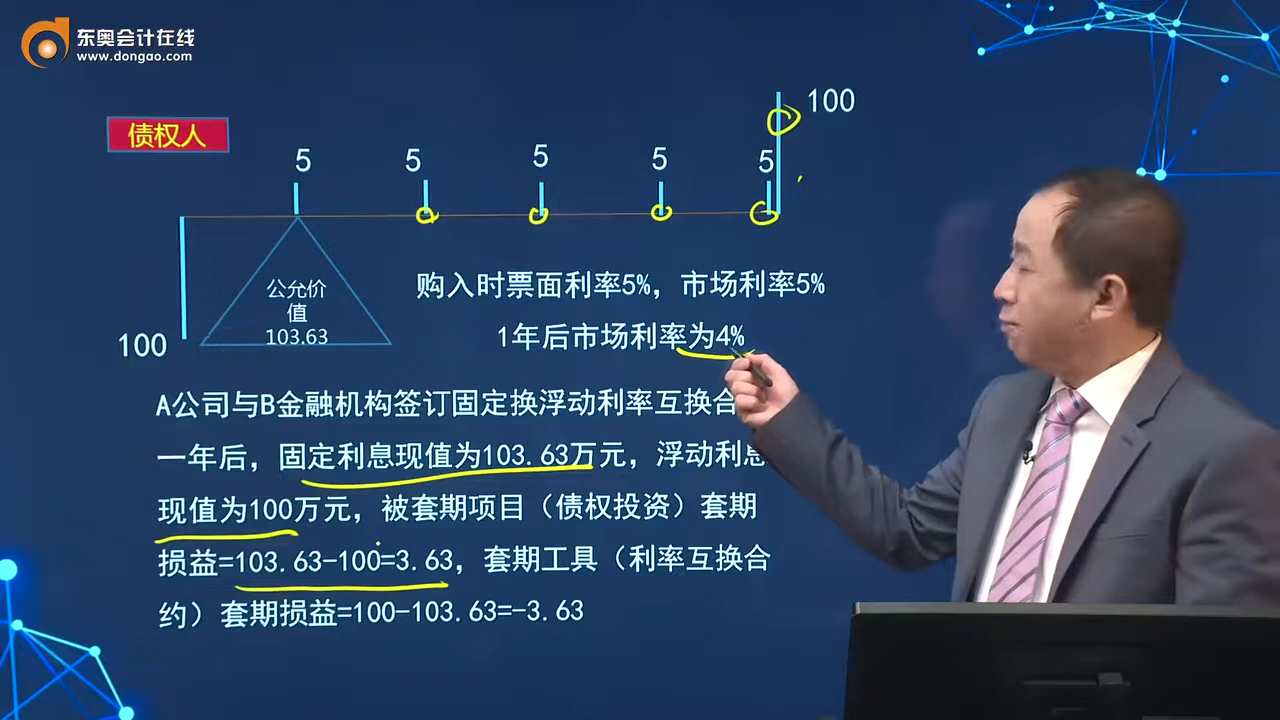 东奥会计在线
www.dongao.com
债权人
100
5
5
5
5
5
公允价
值
103.63
100
购入时票面利率5%，市场利率5%
1年后市场利率为4%
A公司与B金融机构签订固定换浮动利率互换合
一年后，固定利息现值为103.63万元，浮动利息
现值为100万元，被套期项目（债权投资）套期
损益=103.63-100=3.63，套期工具（利率互换合
约）套期损益=100-103.63=-3.63